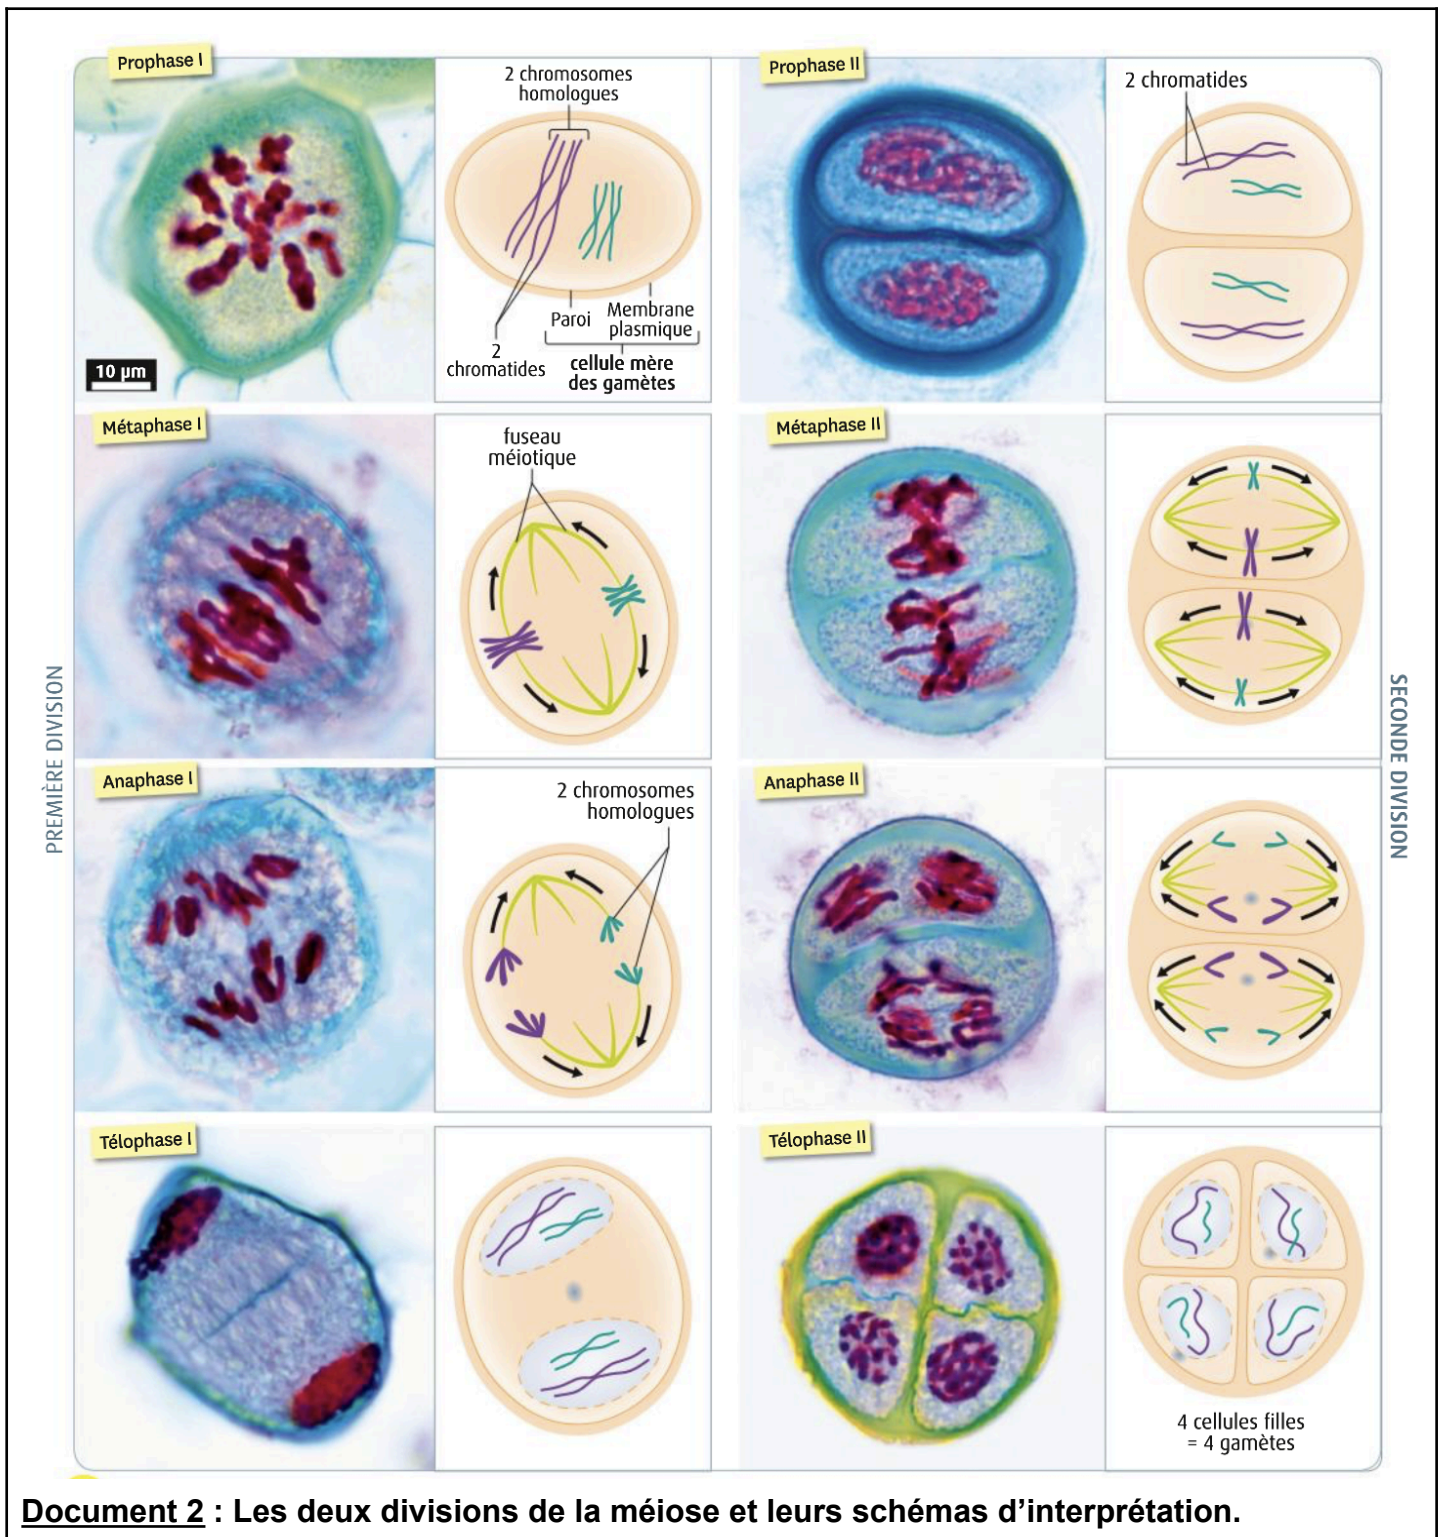 Prophase I
2 chromosomes
homologues
Paroi
Membrane
plasmique
2
chromatides
cellule mère
des gamètes
10 µm
Prophase II
2 chromatides
Métaphase I
fuseau
méiotique
Métaphase II
PREMIÈRE DIVISION
SECONDE DIVISION
Anaphase I
2 chromosomes
homologues
Anaphase II
Télophase I
Télophase II
4 cellules filles
= 4 gamètes
Document 2 : Les deux divisions de la méiose et leurs schémas d’interprétation.